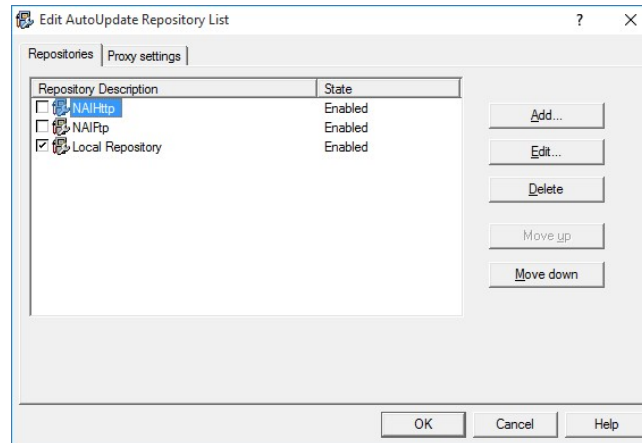 Edit AutoUpdate Repository List
Repositories Proxy settings
Repository Description State
NAIHttp Enabled
NAIFtp Enabled
Local Repository Enabled
Add...
Edit...
Delete
Move up
Move down
OK Cancel Help